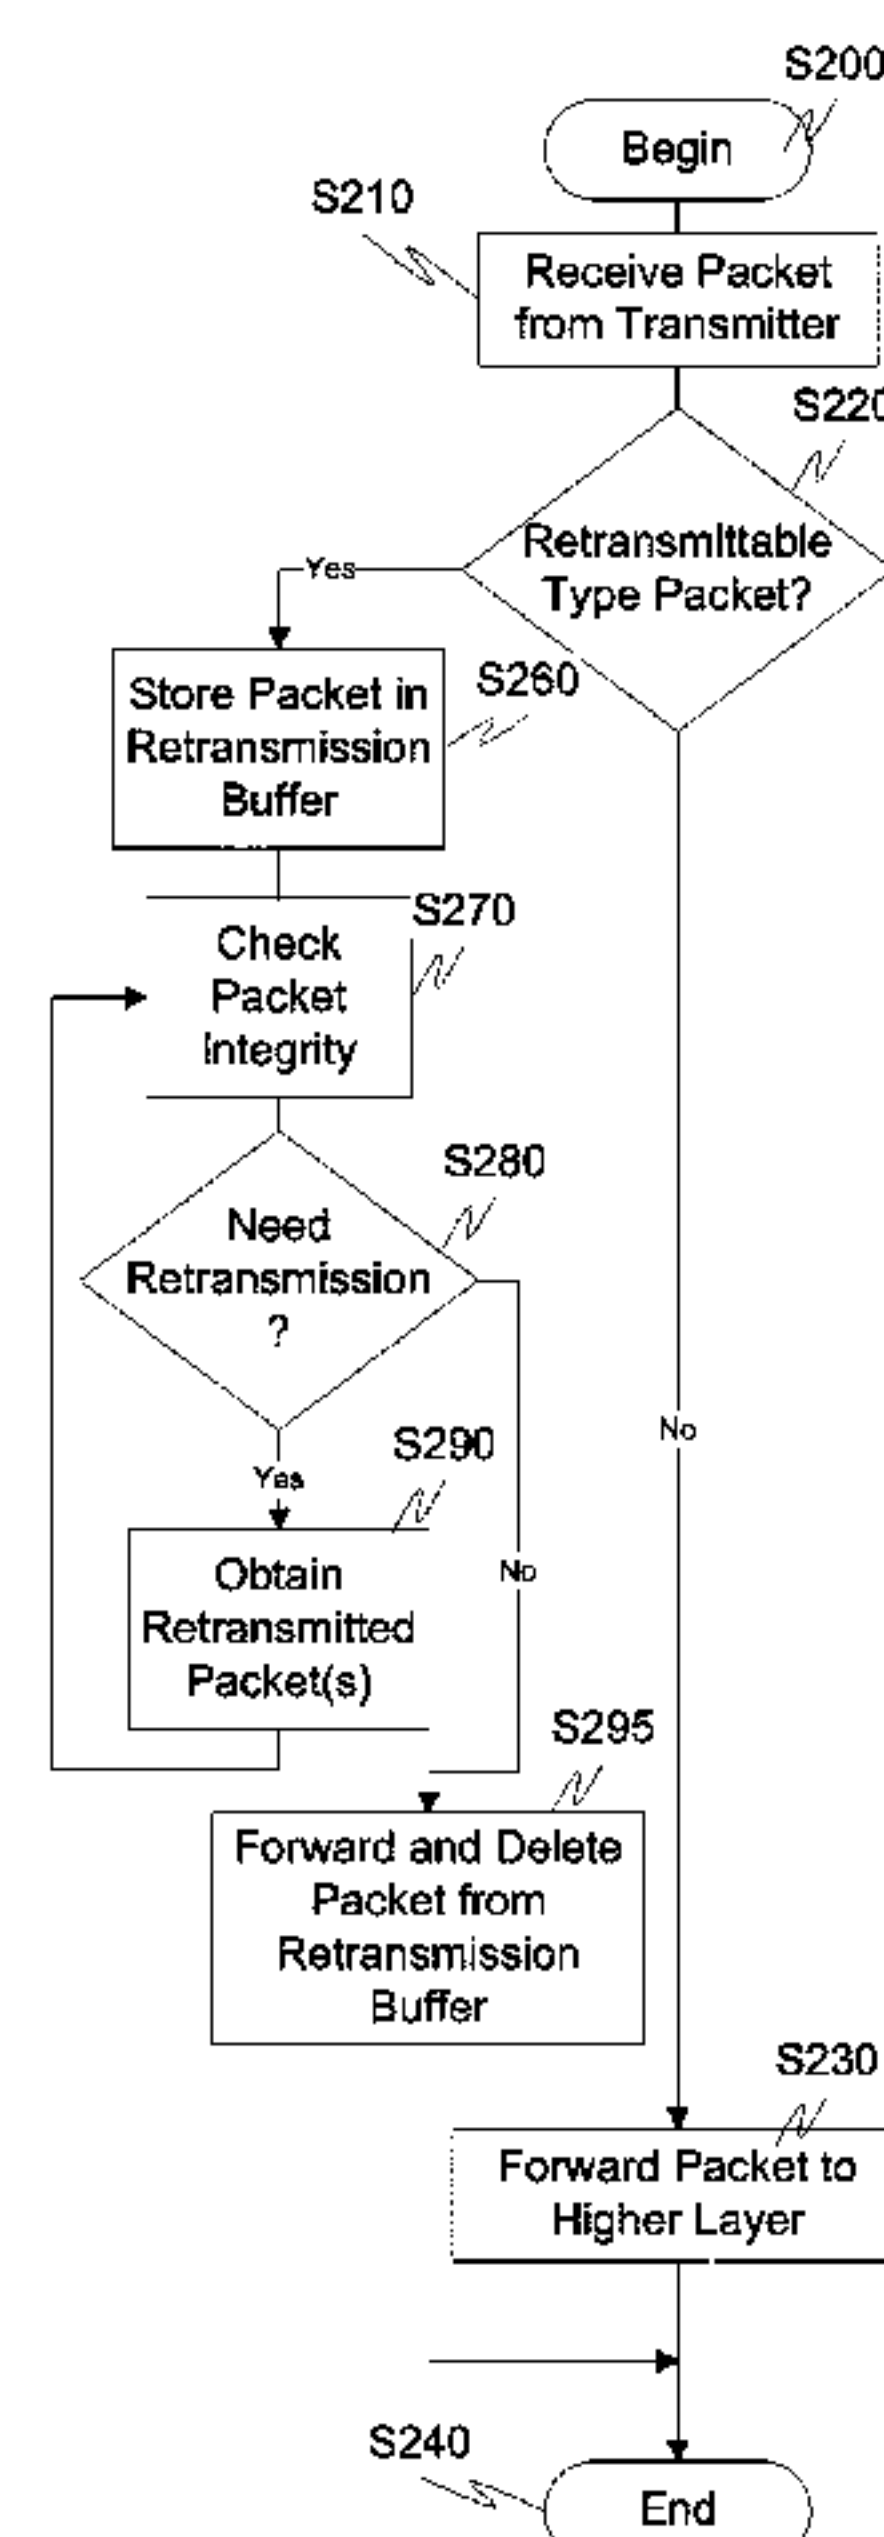 S200
Begin
S210
Receive Packet
from Transmitter
S220
Retransmittable
Type Packet?
Yes
Store Packet in
Retransmission
Buffer
S260
Check
Packet
Integrity
S270
S280
Need
Retransmission
?
No
S290
Yes
No
Obtain
Retransmitted
Packet(s)
S295
Forward and Delete
Packet from
Retransmission
Buffer
S230
Forward Packet to
Higher Layer
S240
End